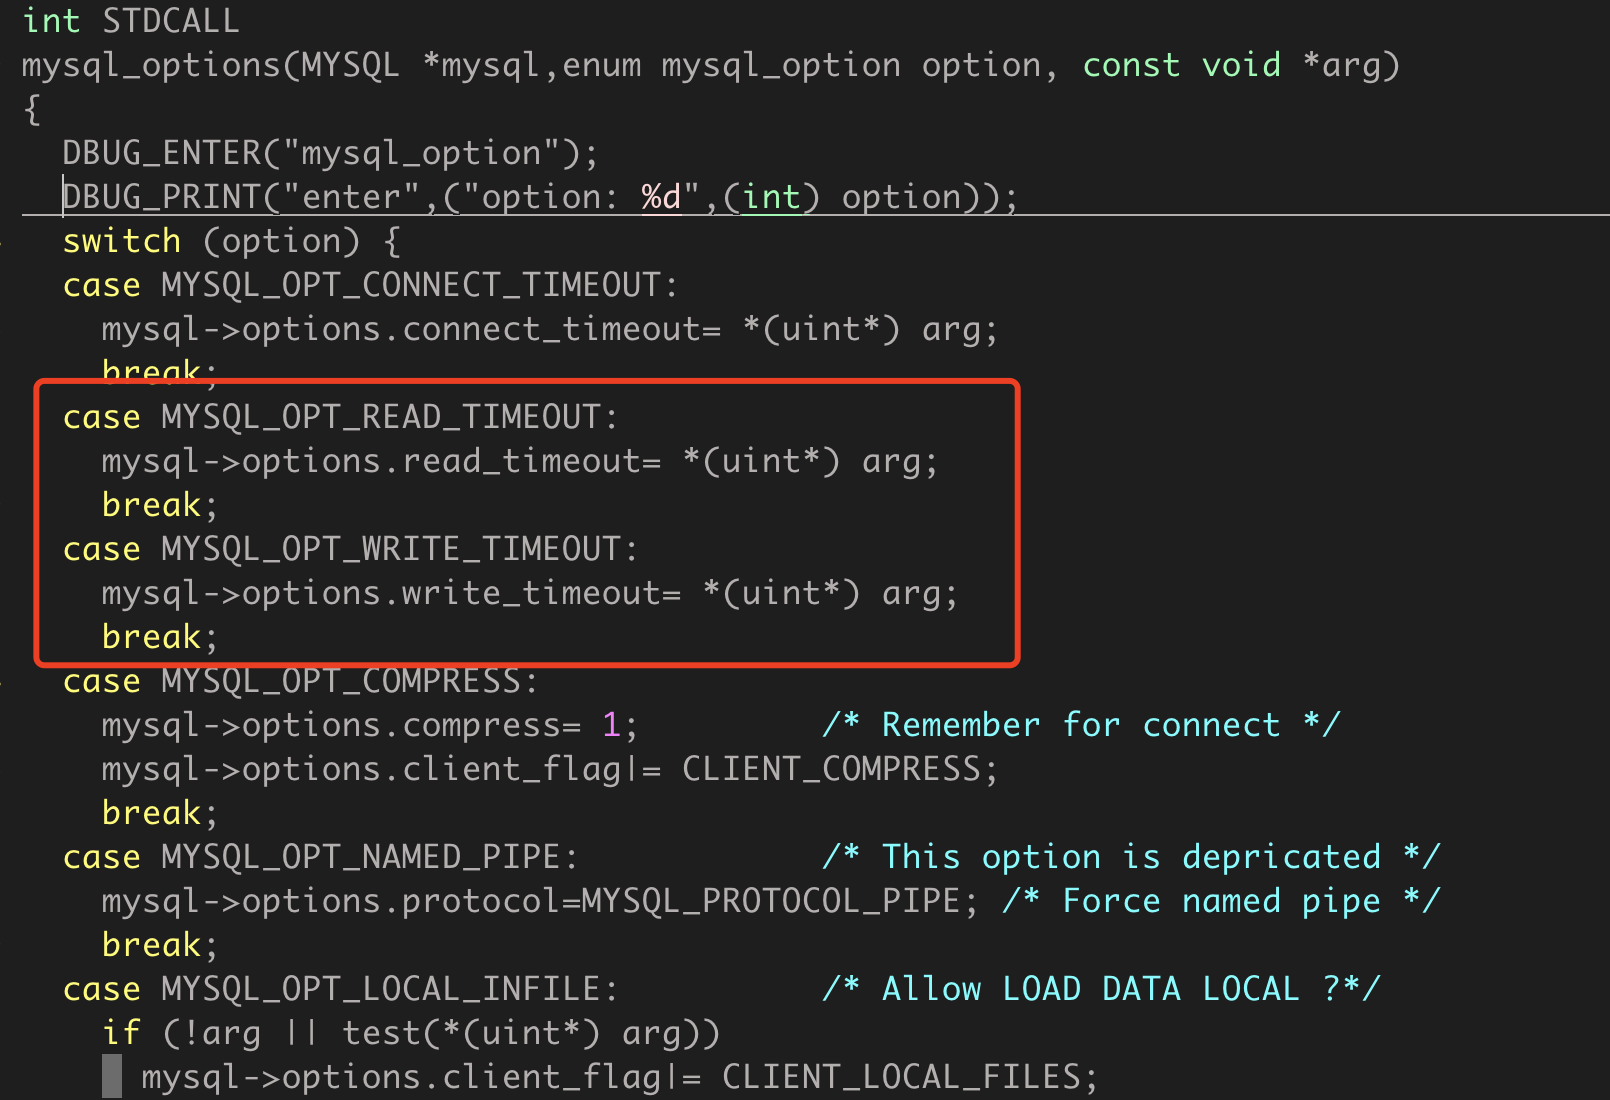 int STDCALL
mysql_options(MYSQL *mysql,enum mysql_option option, const void *arg)
{
  DBUG_ENTER("mysql_option");
  DBUG_PRINT("enter",("option: %d",(int) option));
  switch (option) {
  case MYSQL_OPT_CONNECT_TIMEOUT:
    mysql->options.connect_timeout= *(uint*) arg;
    break;
  case MYSQL_OPT_READ_TIMEOUT:
    mysql->options.read_timeout= *(uint*) arg;
    break;
  case MYSQL_OPT_WRITE_TIMEOUT:
    mysql->options.write_timeout= *(uint*) arg;
    break;
  case MYSQL_OPT_COMPRESS:
    mysql->options.compress= 1;         /* Remember for connect */
    mysql->options.client_flag|= CLIENT_COMPRESS;
    break;
  case MYSQL_OPT_NAMED_PIPE:            /* This option is depricated */
    mysql->options.protocol=MYSQL_PROTOCOL_PIPE; /* Force named pipe */
    break;
  case MYSQL_OPT_LOCAL_INFILE:          /* Allow LOAD DATA LOCAL ?*/
    if (!arg || test(*(uint*) arg))
      mysql->options.client_flag|= CLIENT_LOCAL_FILES;